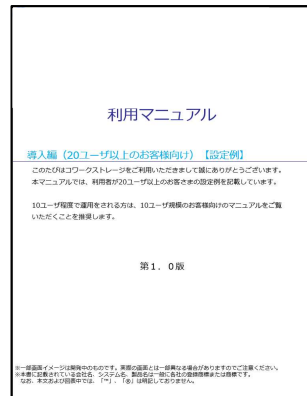 利用マニュアル
導入編（20ユーザ以上のお客様向け）【設定例】
このたびはコワークストレージをご利用いただきまして誠にありがとうございます。
本マニュアルでは、利用者が20ユーザ以上のお客さまの設定例を記載しています。
10ユーザ程度で運用をされる方は、10ユーザ規模のお客様向けのマニュアルをご覧
いただくことを推奨します。
第１．０版
※一部画面イメージは開発中のものです。実際の画面とは一部異なる場合がありますのでご注意ください。
※本書に記載されている会社名、システム名、製品名は一般に各社の登録商標または商標です。
なお、本文および図表中では、「™」、「®」は明記しておりません。